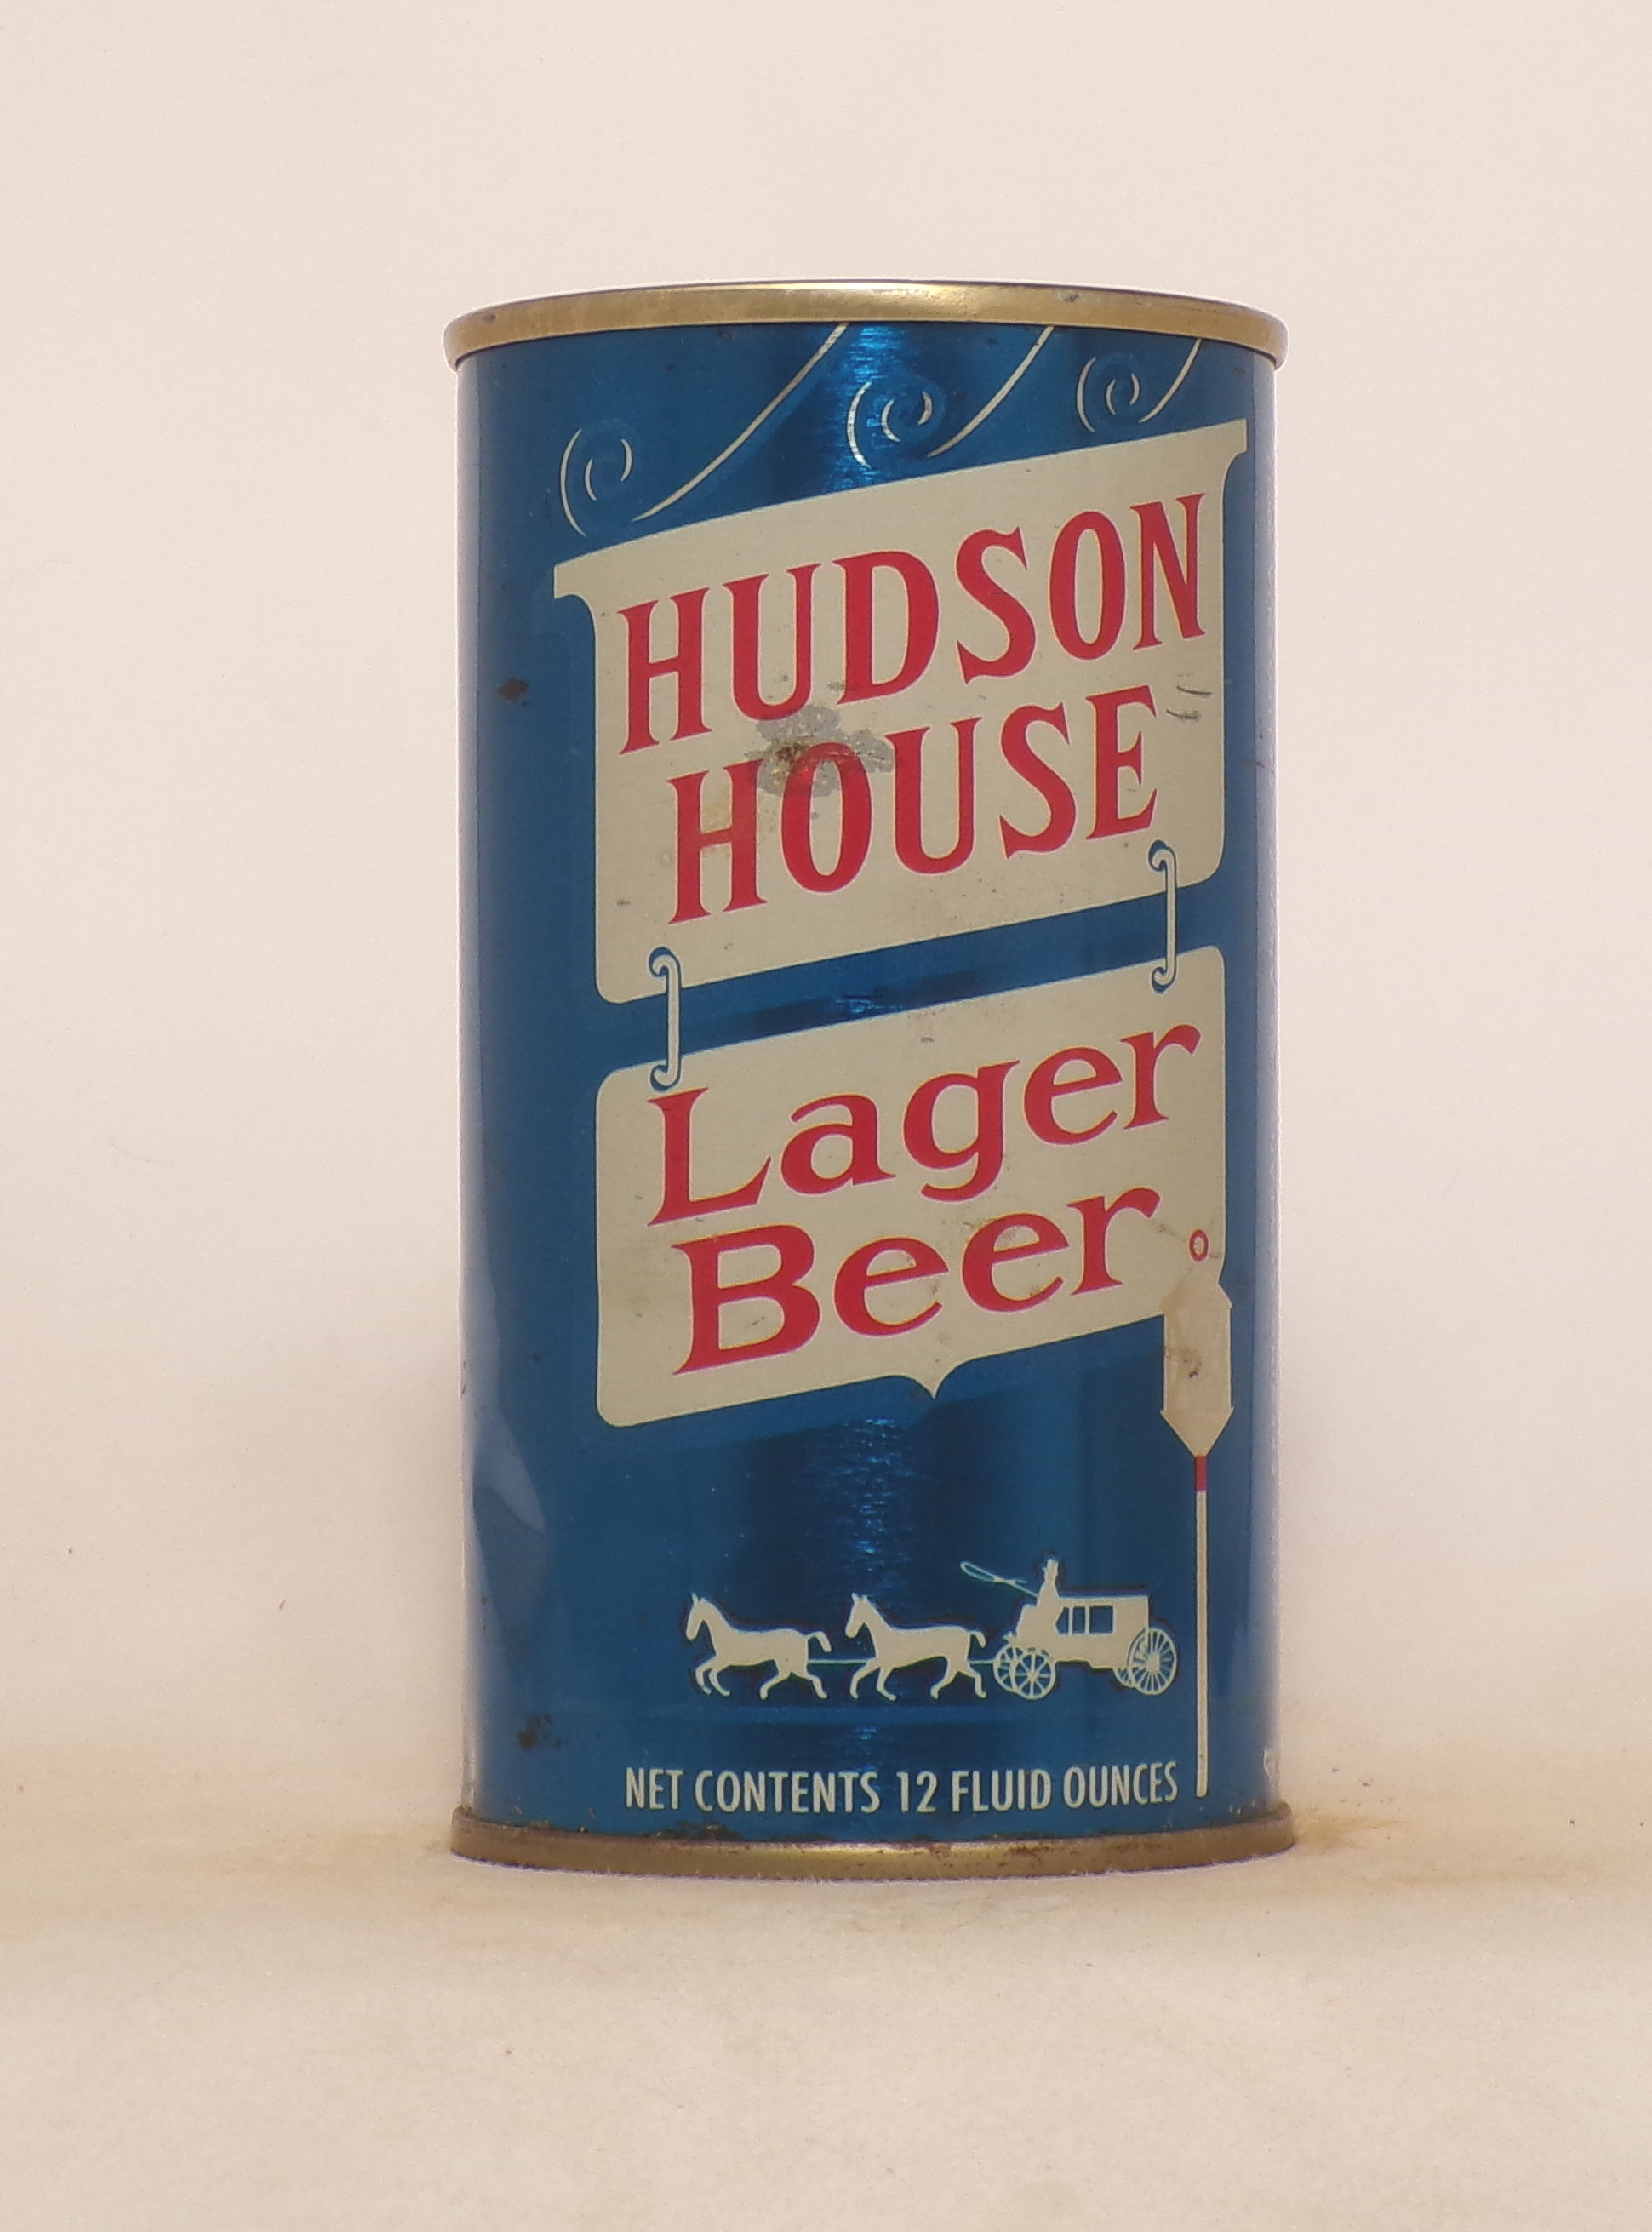 HUDSON
HOUSE
Lager
Beer
NET CONTENTS 12 FLUID OUNCES